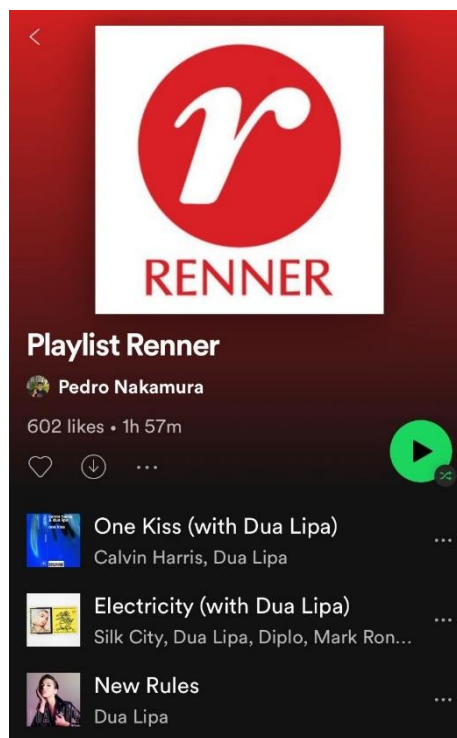 r
RENNER
Playlist Renner
Pedro Nakamura
602 likes • 1h 57m
One Kiss (with Dua Lipa)
Calvin Harris, Dua Lipa
Electricity (with Dua Lipa)
Silk City, Dua Lipa, Diplo, Mark Ron...
New Rules
Dua Lipa